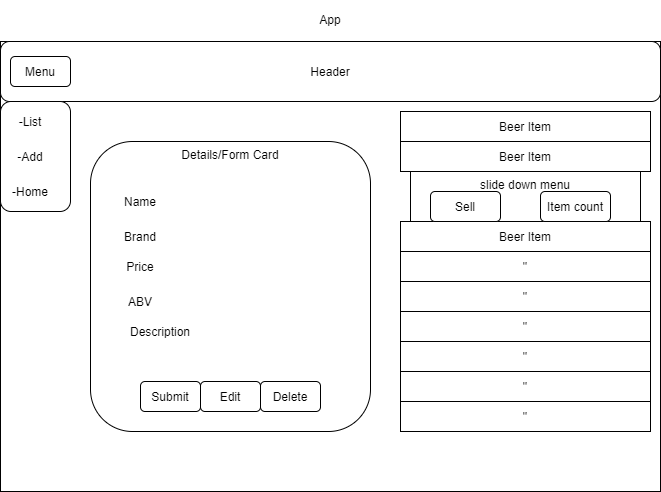 App
Menu
Header
-List
-Add
-Home
Details/Form Card
Name
Brand
Price
ABV
Description
Submit
Edit
Delete
Beer Item
Beer Item
slide down menu
Sell
Item count
Beer Item
"
"
"
"
"
"